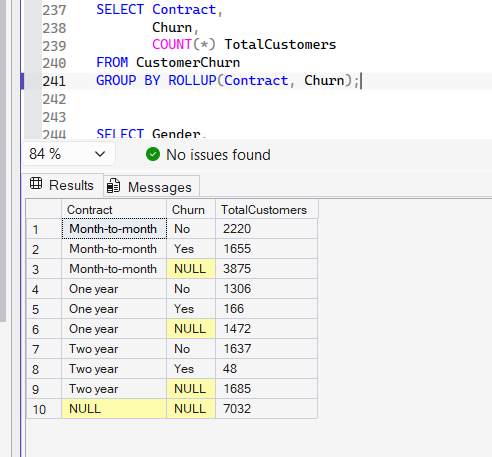 237 SELECT Contract,
238 Churn,
239 COUNT(*) TotalCustomers
240 FROM CustomerChurn
241 GROUP BY ROLLUP(Contract, Churn);
242
243
244 SELECT Gender,
84 % No issues found
Results Messages
Contract Churn TotalCustomers
1 Month-to-month No 2220
2 Month-to-month Yes 1655
3 Month-to-month NULL 3875
4 One year No 1306
5 One year Yes 166
6 One year NULL 1472
7 Two year No 1637
8 Two year Yes 48
9 Two year NULL 1685
10 NULL NULL 7032